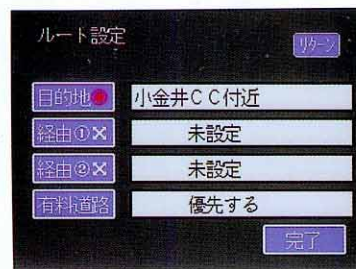 ルート設定
リターン
目的地 小金井CC付近
経由①× 未設定
経由②× 未設定
有料道路 優先する
完了